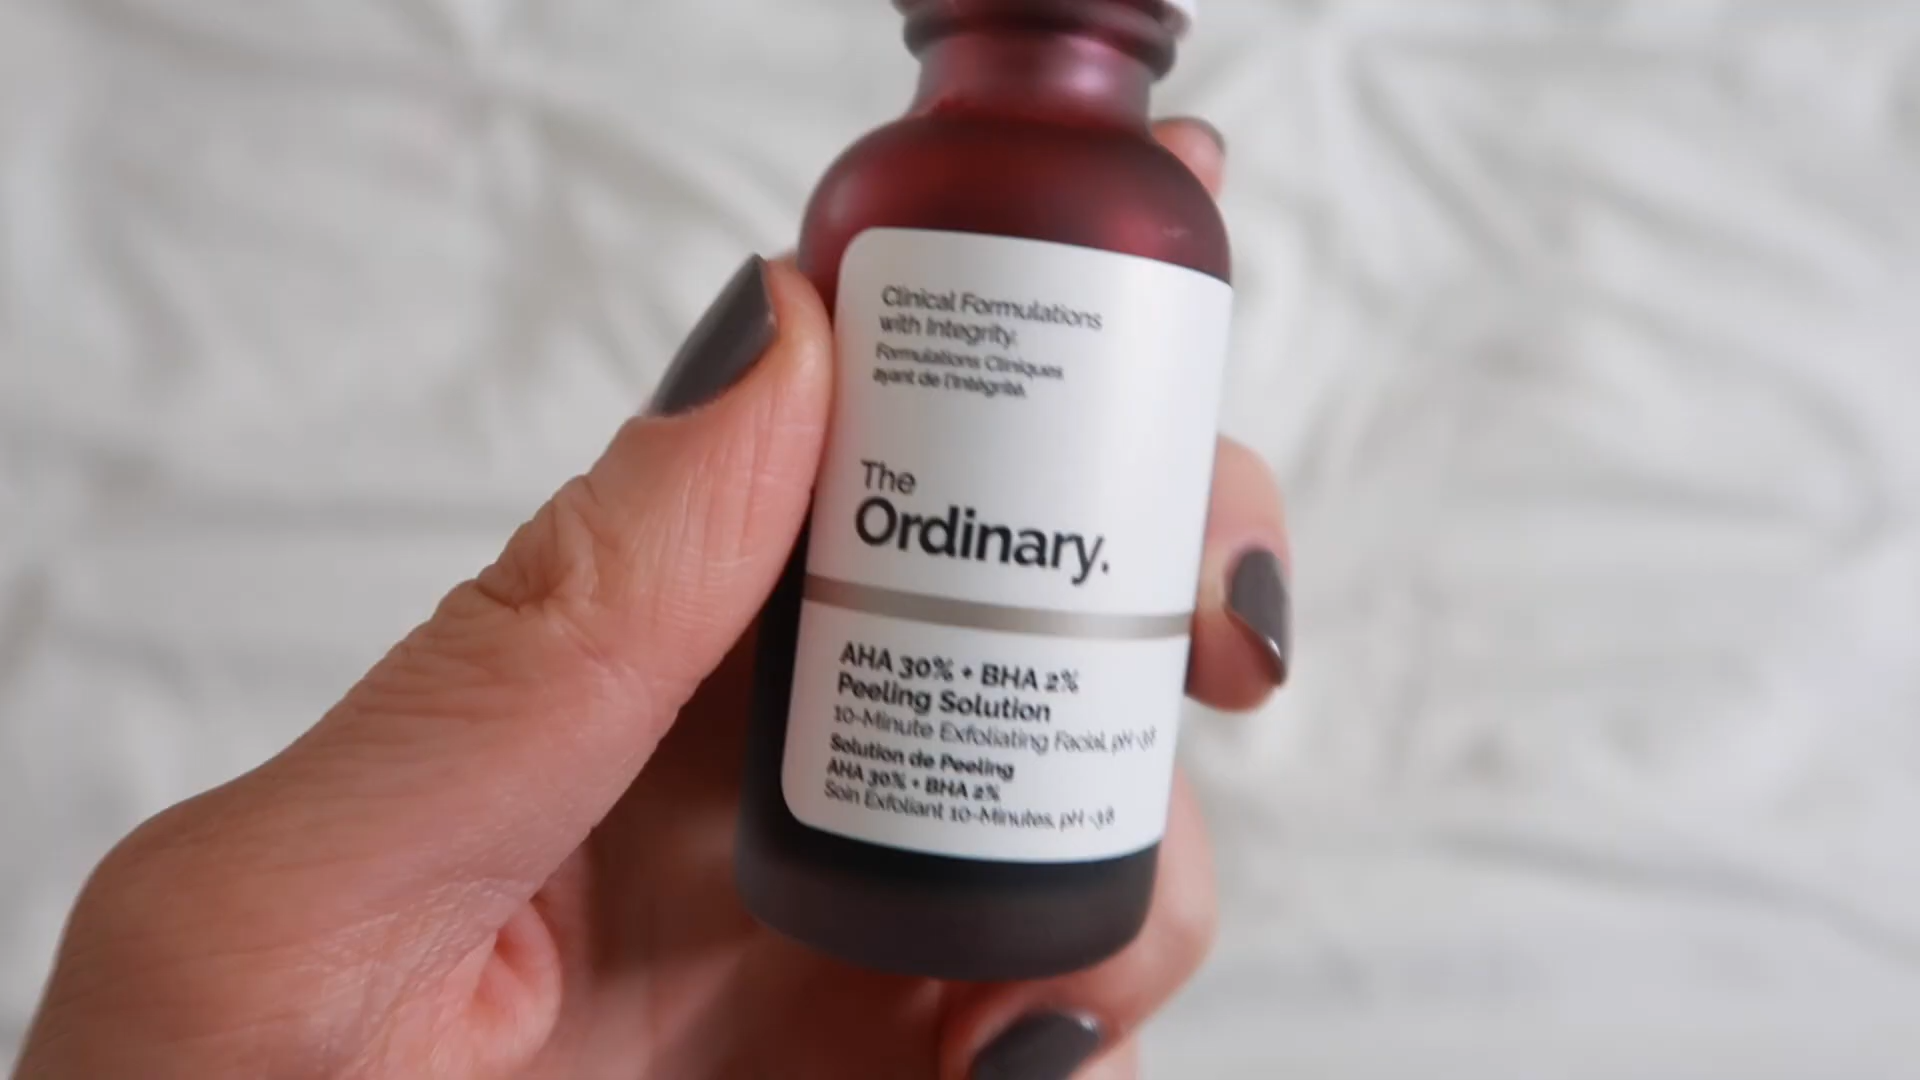 Clinical Formulations
with Integrity.
Formulations Cliniques
ayant de l'Intégrité.
The
Ordinary.
AHA 30% + BHA 2%
Peeling Solution
10-Minute Exfoliating Facial, pH ~3.8
Solution de Peeling
AHA 30% + BHA 2%
Soin Exfoliant 10-Minutes, pH ~3.8